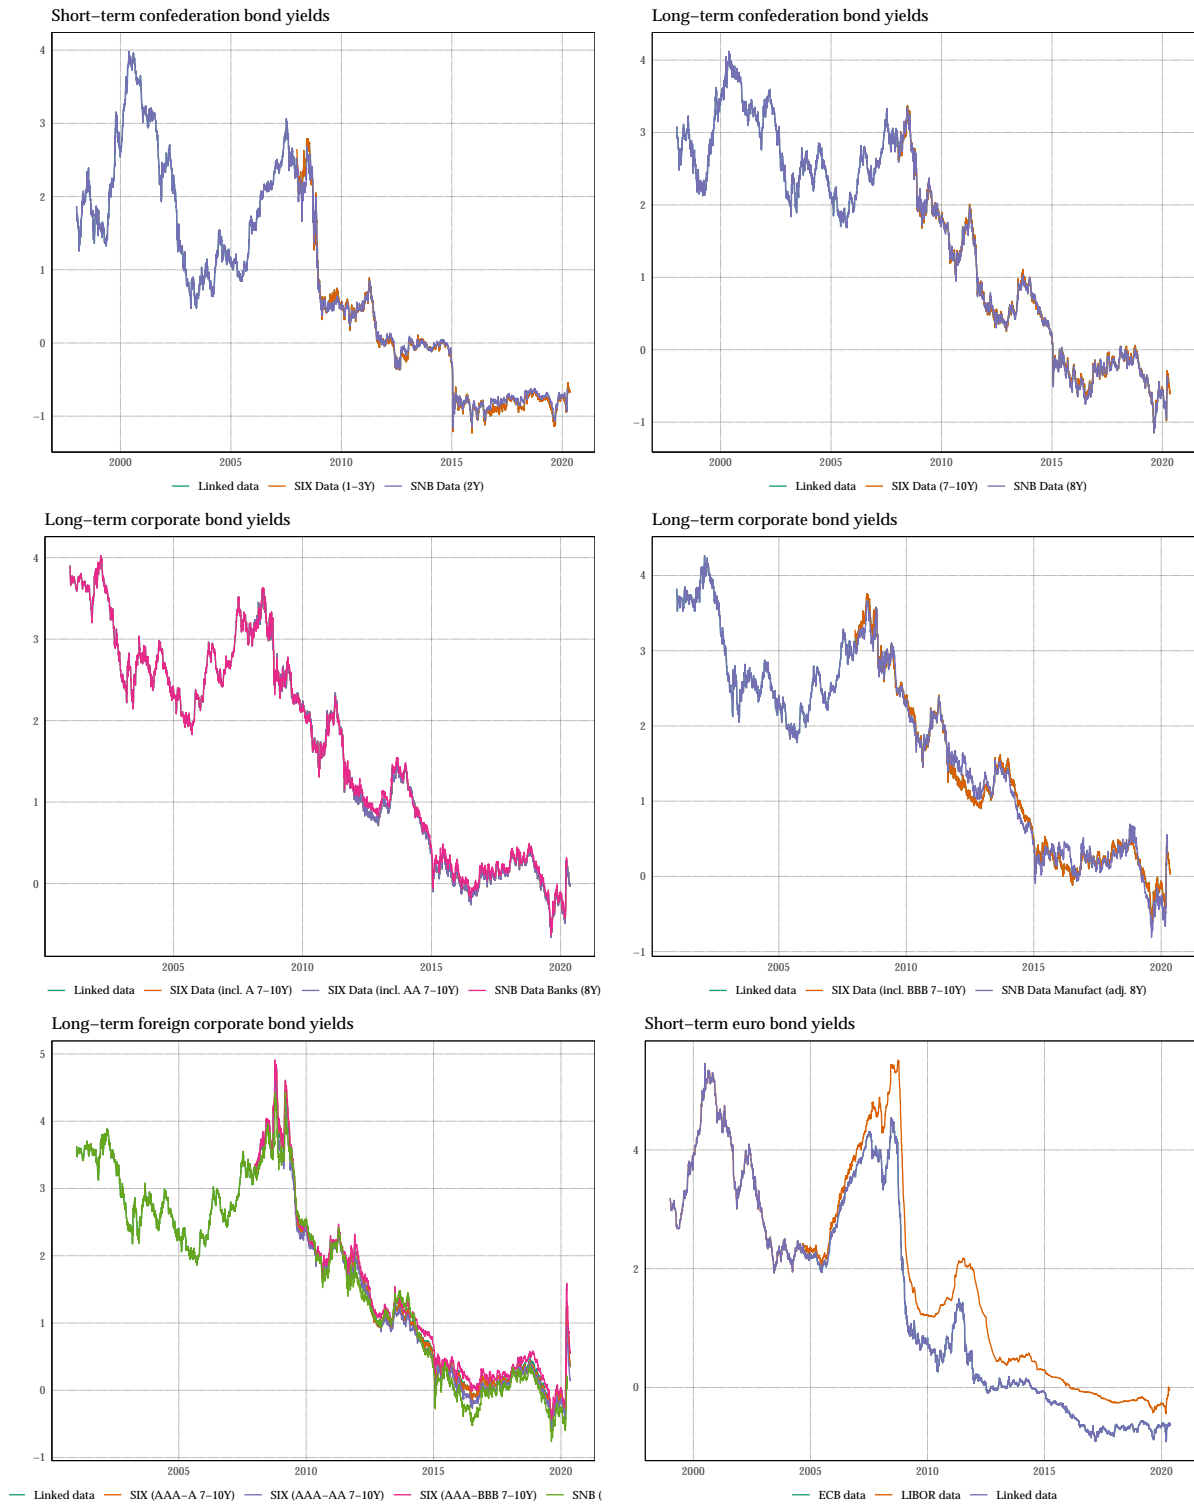 Short−term confederation bond yields
4
3
2
1
0
−1
2000 2005 2010 2015 2020
Linked data SIX Data (1−3Y) SNB Data (2Y)
Long−term confederation bond yields
4
3
2
1
0
−1
2000 2005 2010 2015 2020
Linked data SIX Data (7−10Y) SNB Data (8Y)
Long−term corporate bond yields
4
3
2
1
0
2005 2010 2015 2020
Linked data SIX Data (incl. A 7−10Y) SIX Data (incl. AA 7−10Y) SNB Data Banks (8Y)
Long−term corporate bond yields
4
3
2
1
0
−1
2005 2010 2015 2020
Linked data SIX Data (incl. BBB 7−10Y) SNB Data Manufact (adj. 8Y)
Long−term foreign corporate bond yields
5
4
3
2
1
0
−1
2005 2010 2015 2020
Linked data SIX (AAA−A 7−10Y) SIX (AAA−AA 7−10Y) SIX (AAA−BBB 7−10Y) SNB (
Short−term euro bond yields
4
2
0
2000 2005 2010 2015 2020
ECB data LIBOR data Linked data